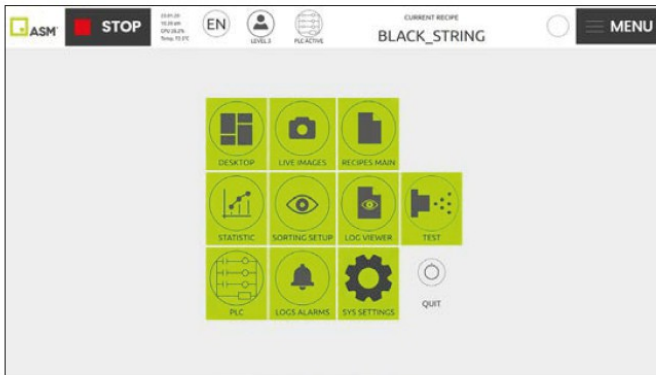 ASM
STOP
EN
LEVEL 3
PLC ACTIVE
CURRENT RECIPE
BLACK_STRING
MENU
DESKTOP
LIVE IMAGES
RECIPES MAIN
STATISTIC
SORTING SETUP
LOG VIEWER
TEST
PLC
LOGS ALARMS
SYS SETTINGS
QUIT